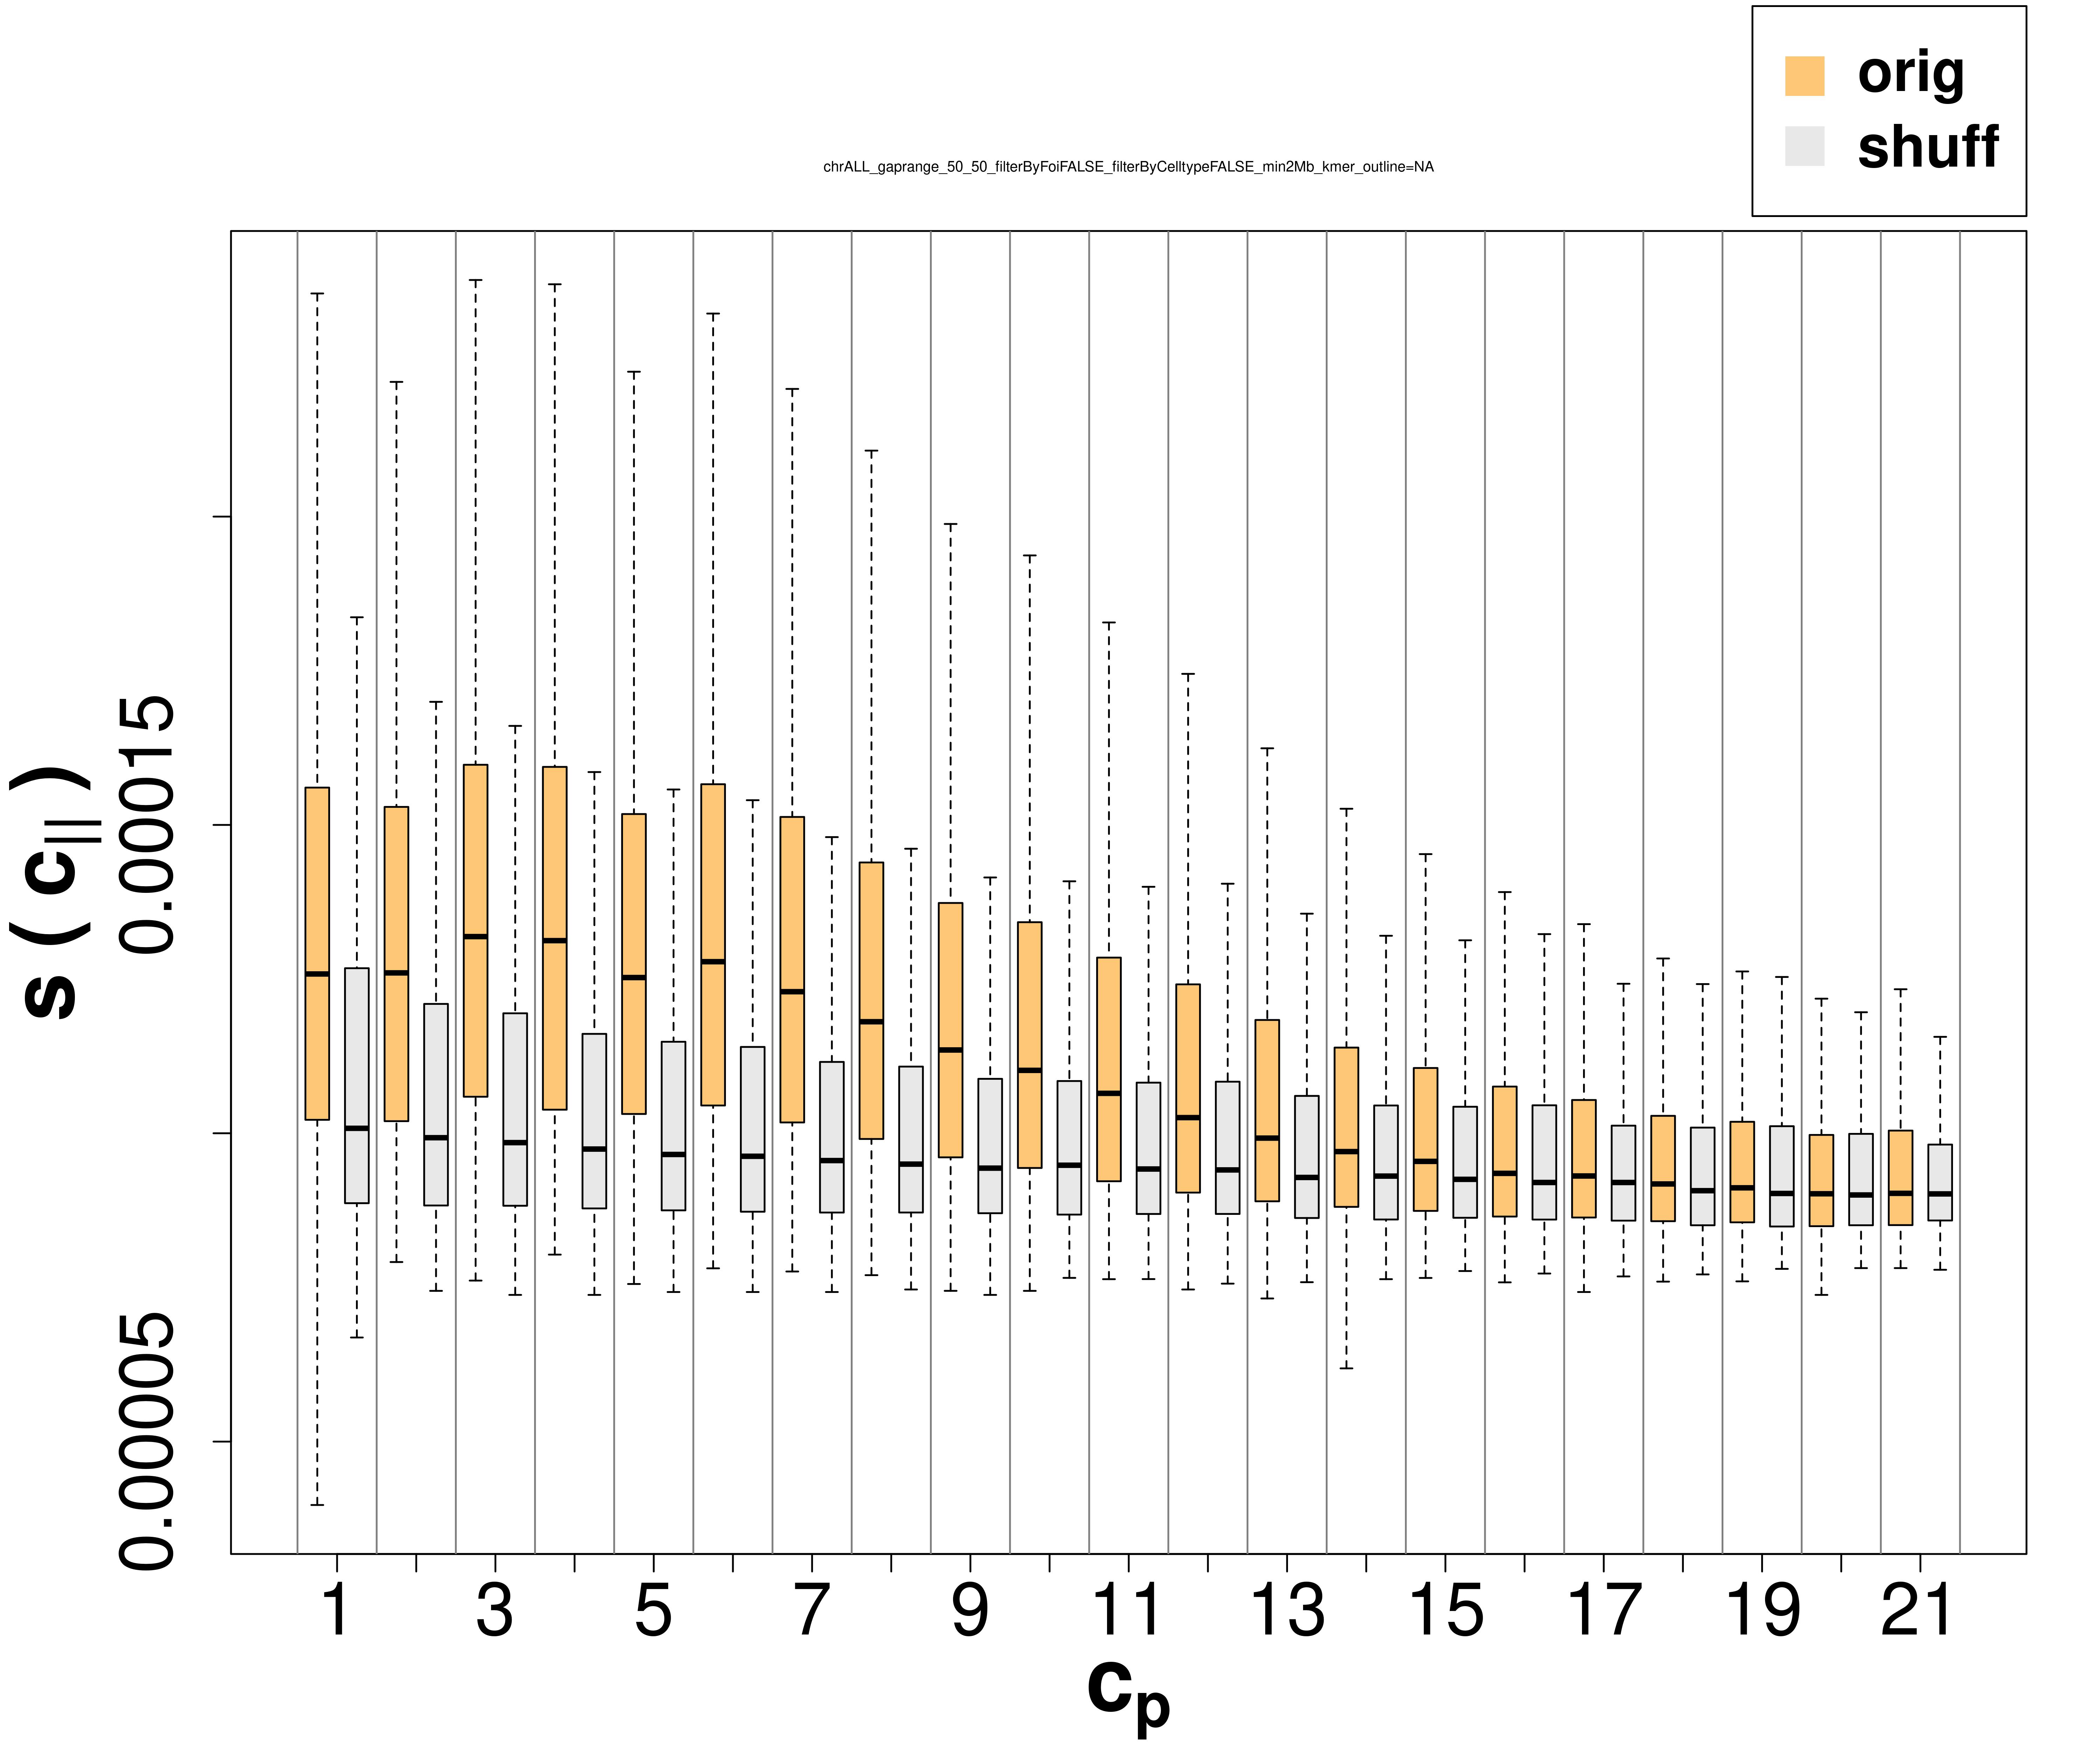 orig
shuff
chrALL_gaprange_50_50_filterByFoiFALSE_filterByCelltypeFALSE_min2Mb_kmer_outline=NA
s ( c|| )
0.00015
0.00005
1 3 5 7 9 11 13 15 17 19 21
cp